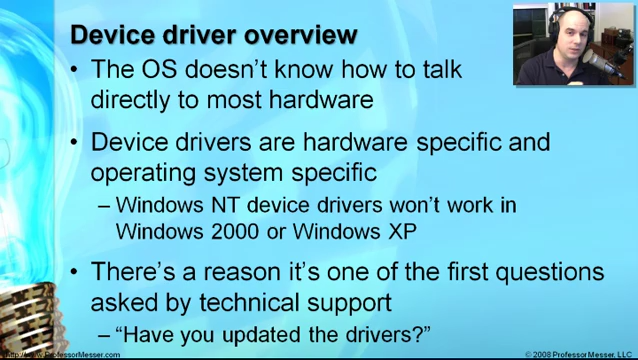 Device driver overview
• The OS doesn't know how to talk
directly to most hardware
• Device drivers are hardware specific and
operating system specific
– Windows NT device drivers won't work in
Windows 2000 or Windows XP
• There's a reason it's one of the first questions
asked by technical support
– "Have you updated the drivers?"
http://www.ProfessorMesser.com
© 2008 Professor Messer, LLC